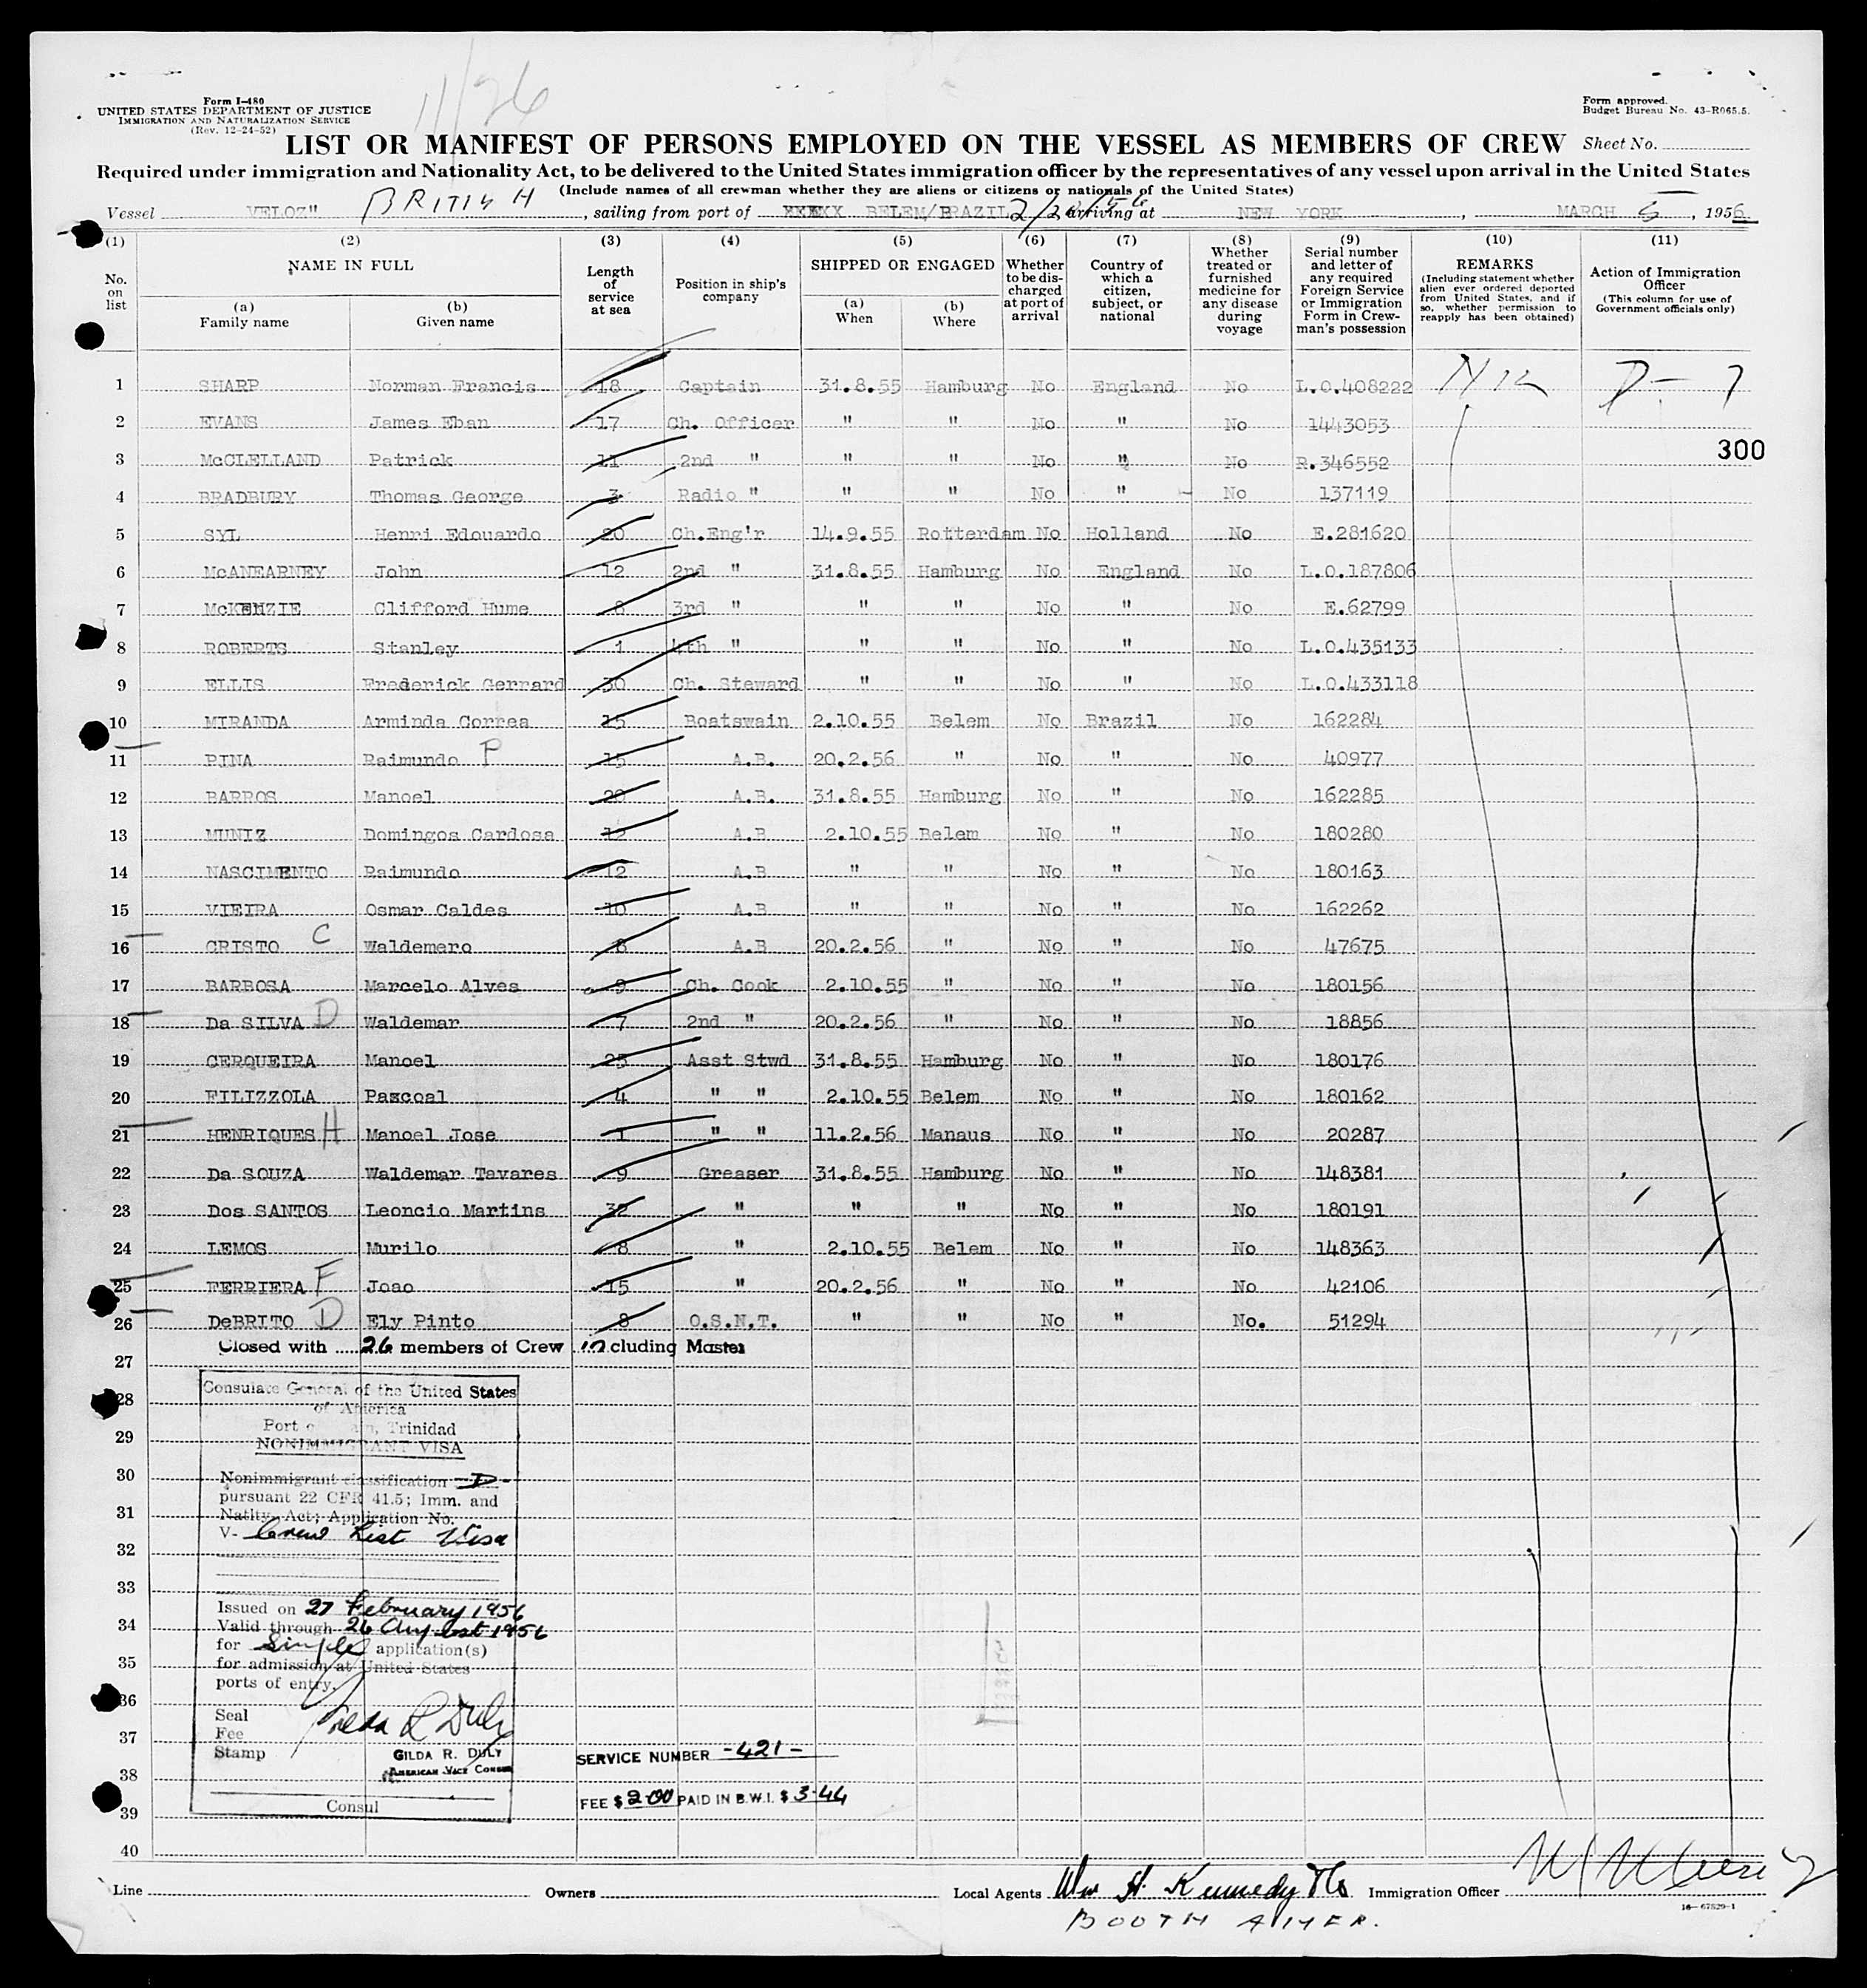 11/26
Form I-480
UNITED STATES DEPARTMENT OF JUSTICE
IMMIGRATION AND NATURALIZATION SERVICE
(Rev. 12-24-52)
Form approved.
Budget Bureau No. 43-R065.5.
LIST OR MANIFEST OF PERSONS EMPLOYED ON THE VESSEL AS MEMBERS OF CREW Sheet No.
Required under immigration and Nationality Act, to be delivered to the United States immigration officer by the representatives of any vessel upon arrival in the United States
(Include names of all crewman whether they are aliens or citizens or nationals of the United States)
Vessel VELOZ" BRITISH, sailing from port of BELEM/BRAZIL 2/20/56 arriving at NEW YORK, MARCH 5, 1956
(1) (2) (3) (4) (5) (6) (7) (8) (9) (10) (11)
No. on list
NAME IN FULL
(a) Family name
(b) Given name
Length of service at sea
Position in ship's company
SHIPPED OR ENGAGED
(a) When
(b) Where
Whether to be discharged at port of arrival
Country of which a citizen, subject, or national
Whether treated or furnished medicine for any disease during voyage
Serial number and letter of any required Foreign Service or Immigration Form in Crewman's possession
REMARKS
(Including statement whether alien ever ordered deported from United States, and if so, whether permission to reapply has been obtained)
Action of Immigration Officer
(This column for use of Government officials only)
1 SHARP Norman Francis 18 Captain 31.8.55 Hamburg No England No L.O.408222
2 EVANS James Eban 17 Ch. Officer " " No " No 1443053
3 McCLELLAND Patrick 11 2nd " " " No " No R.346552
300
4 BRADBURY Thomas George 3 Radio " " " No " No 137119
5 SYL Henri Edouardo 20 Ch.Eng'r 14.9.55 Rotterdam No Holland No E.281620
6 McANEARNEY John 12 2nd " 31.8.55 Hamburg No England No L.O.187806
7 McKENZIE Clifford Hume 8 3rd " " " No " No E.62799
8 ROBERTS Stanley 1 4th " " " No " No L.O.435133
9 ELLIS Frederick Gerrard 30 Ch. Steward " " No " No L.O.433118
10 MIRANDA Arminda Correa 15 Boatswain 2.10.55 Belem No Brazil No 162284
11 PINA Raimundo P 15 A.B. 20.2.56 " No " No 40977
12 BARROS Manoel 20 A.B. 31.8.55 Hamburg No " No 162285
13 MUNIZ Domingos Cardosa 12 A.B 2.10.55 Belem No " No 180280
14 NASCIMENTO Raimundo 12 A.B " " No " No 180163
15 VIEIRA Osmar Caldes 10 A.B " " No " No 162262
16 CRISTO C Waldemero 8 A.B 20.2.56 " No " No 47675
17 BARBOSA Marcelo Alves 9 Ch. Cook 2.10.55 " No " No 180156
18 Da SILVA D Waldemar 7 2nd " 20.2.56 " No " No 18856
19 CERQUEIRA Manoel 23 Asst Stwd 31.8.55 Hamburg No " No 180176
20 FILIZZOLA Pascoal 4 " " 2.10.55 Belem No " No 180162
21 HENRIQUES H Manoel Jose 1 " " 11.2.56 Manaus No " No 20287
22 Da SOUZA Waldemar Tavares 9 Greaser 31.8.55 Hamburg No " No 148381
23 Dos SANTOS Leoncio Martins 32 " " " No " No 180191
24 LEMOS Murilo 8 " 2.10.55 Belem No " No 148363
25 FERRIERA F Joao 15 " 20.2.56 " No " No 42106
26 DeBRITO D Ely Pinto 8 O.S.N.T. " " No " No. 51294
Closed with 26 members of Crew including Master
27
28
29
30
31
32
33
34
35
36
37
38
39
40
Consulate General of the United States
of America
Port , Trinidad
NONIMMIGRANT VISA
Nonimmigrant classification D
pursuant 22 CFR 41.5; Imm. and
Natlty. Act; Application No.
V- Crew List Visa
Issued on 27 February 1956
Valid through 26 August 1956
for Single application(s)
for admission at United States
ports of entry.
Seal
Fee
Stamp
Gilda R Duly
GILDA R. DULY
AMERICAN VICE CONSUL
Consul
SERVICE NUMBER -421-
FEE $ 2.00 PAID IN B.W.I. $ 3.44
Line Owners Local Agents Wm H. Kennedy Immigration Officer
BOOTH AMER.
16-67829-1